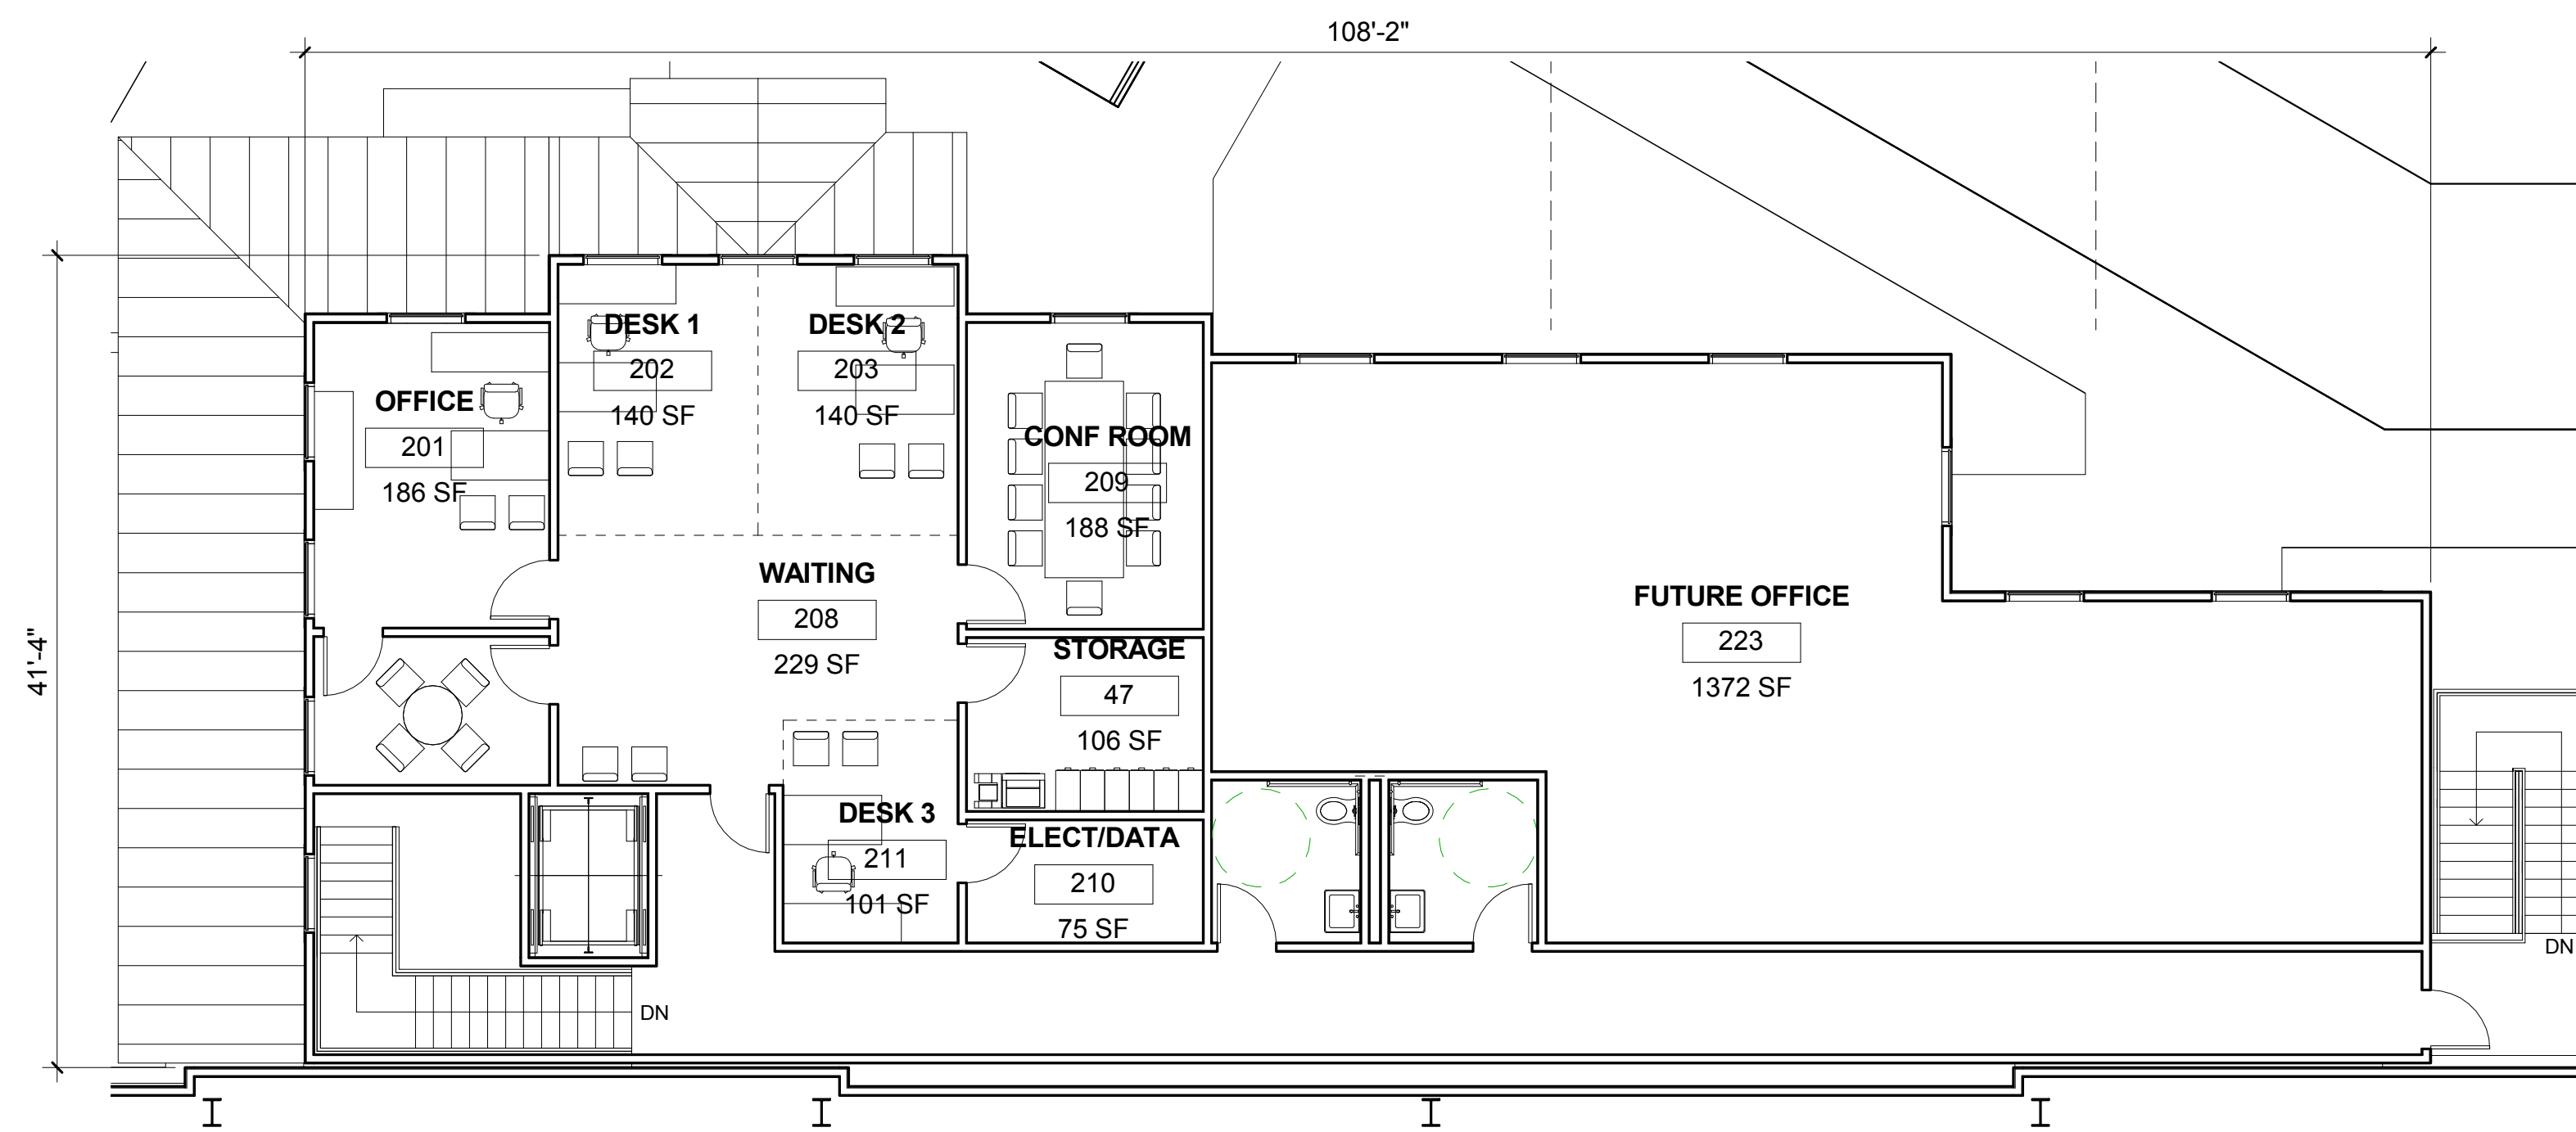 108'-2"
41'-4"
OFFICE
201
186 SF
DESK 1
202
140 SF
DESK 2
203
140 SF
CONF ROOM
209
188 SF
WAITING
208
229 SF
STORAGE
47
106 SF
FUTURE OFFICE
223
1372 SF
DESK 3
211
101 SF
ELECT/DATA
210
75 SF
DN
DN